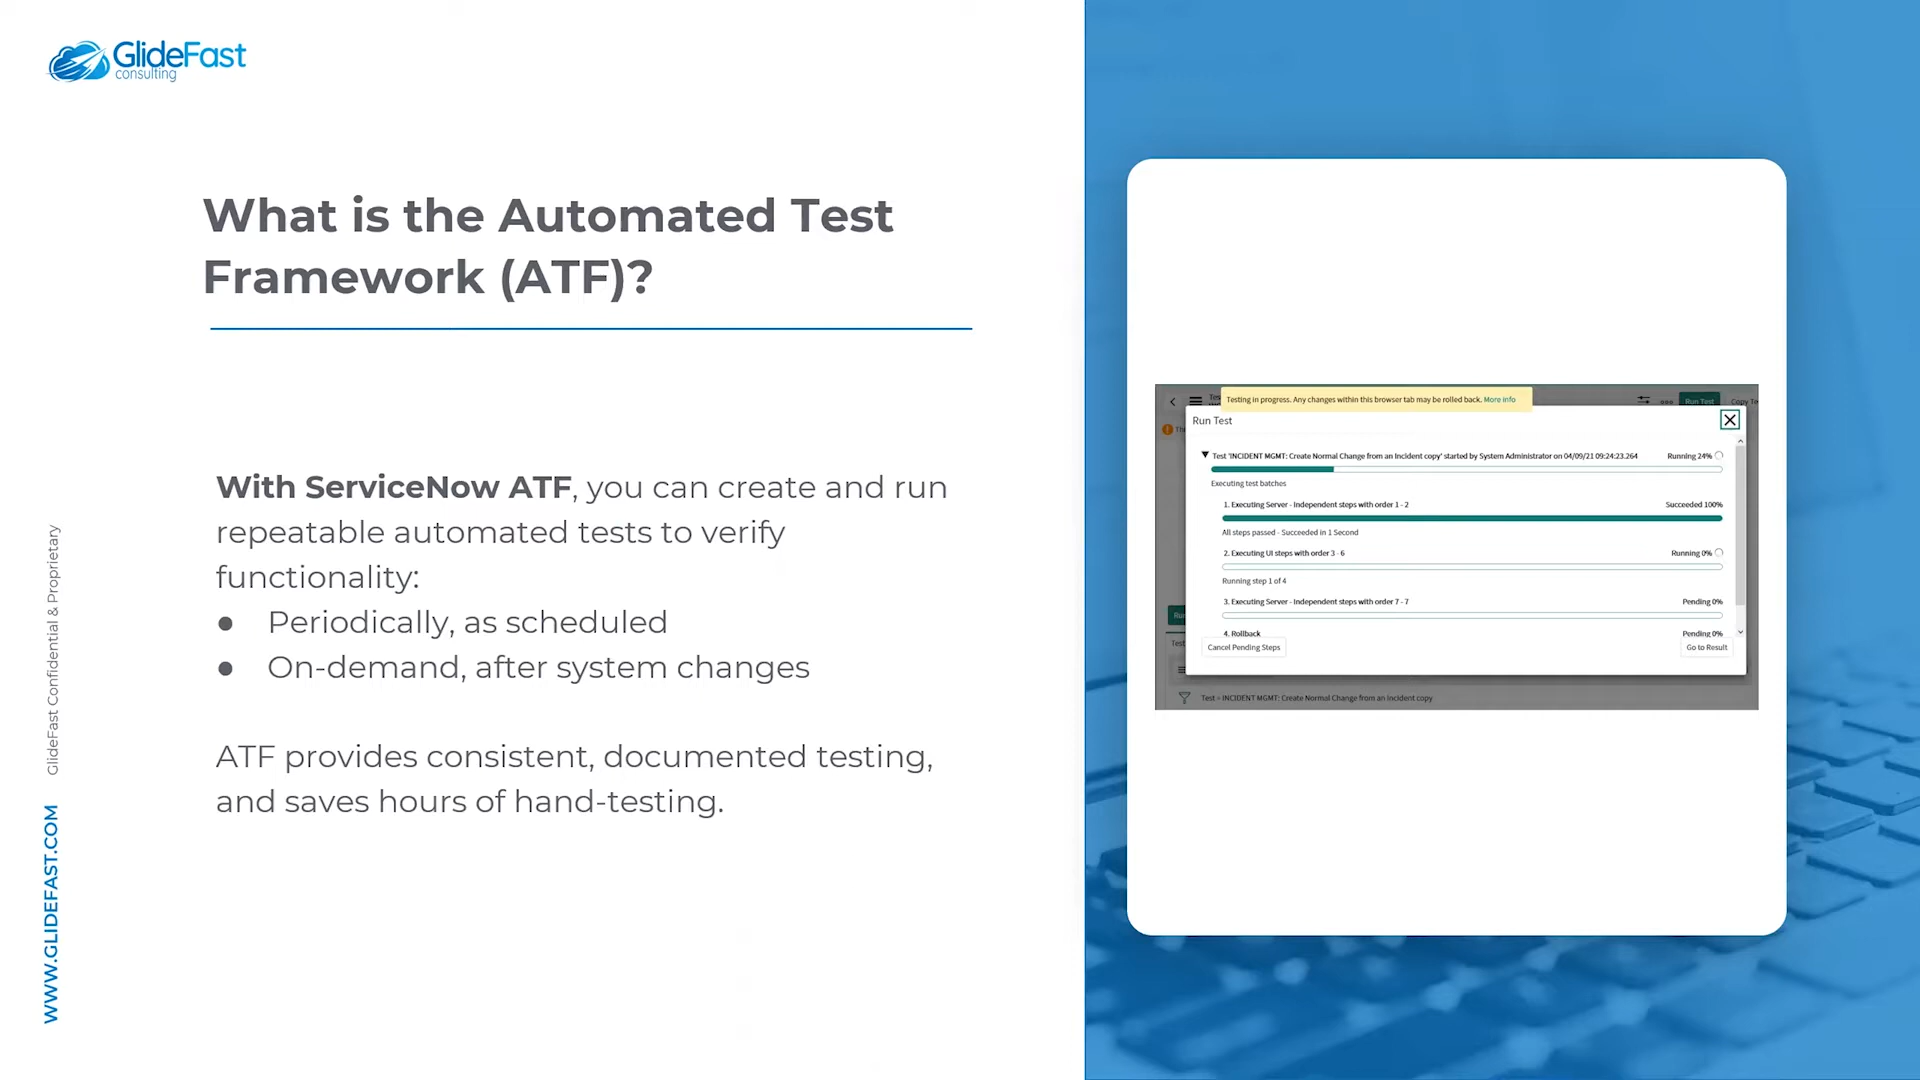 GlideFast
consulting
What is the Automated Test
Framework (ATF)?
With ServiceNow ATF, you can create and run
repeatable automated tests to verify
functionality:
● Periodically, as scheduled
● On-demand, after system changes
ATF provides consistent, documented testing,
and saves hours of hand-testing.
WWW.GLIDEFAST.COM GlideFast Confidential & Proprietary
Testing in progress. Any changes within this browser tab may be rolled back. More info
Run Test
Copy Te
Run Test
Test 'INCIDENT MGMT: Create Normal Change from an Incident copy' started by System Administrator on 04/09/21 09:24:23.264 Running 24%
Executing test batches
1. Executing Server - Independent steps with order 1 - 2 Succeeded 100%
All steps passed - Succeeded in 1 Second
2. Executing UI steps with order 3 - 6 Running 0%
Running step 1 of 4
3. Executing Server - Independent steps with order 7 - 7 Pending 0%
4. Rollback Pending 0%
Cancel Pending Steps Go to Result
Test > INCIDENT MGMT: Create Normal Change from an Incident copy